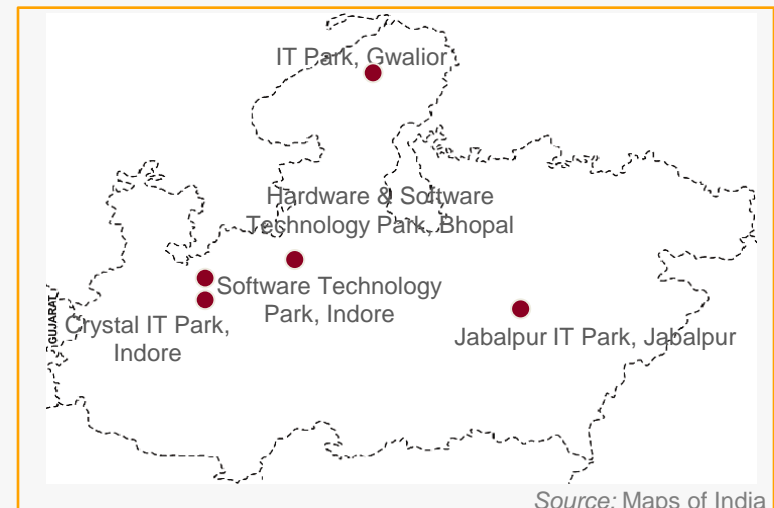 IT Park, Gwalior
Hardware & Software
Technology Park, Bhopal
Software Technology
Park, Indore
GUJARAT
Crystal IT Park,
Indore
Jabalpur IT Park, Jabalpur
Source: Maps of India